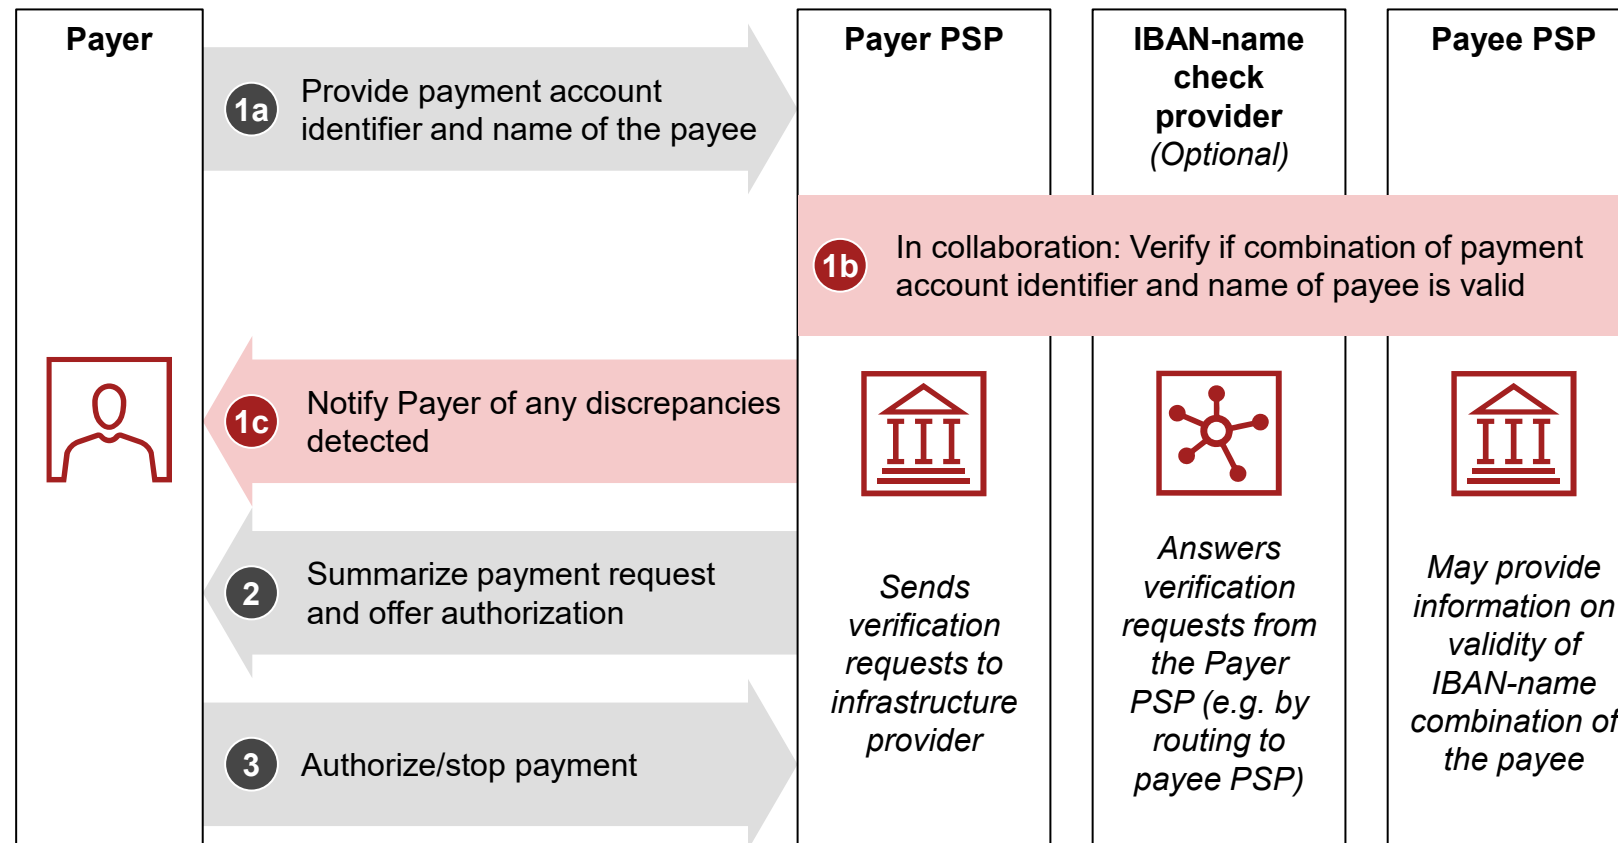 Payer
1a
Provide payment account
identifier and name of the payee
Payer PSP
IBAN-name
check
provider
(Optional)
Payee PSP
1b
In collaboration: Verify if combination of payment
account identifier and name of payee is valid
1c
Notify Payer of any discrepancies
detected
2
Summarize payment request
and offer authorization
3
Authorize/stop payment
Sends
verification
requests to
infrastructure
provider
Answers
verification
requests from
the Payer
PSP (e.g. by
routing to
payee PSP)
May provide
information on
validity of
IBAN-name
combination of
the payee